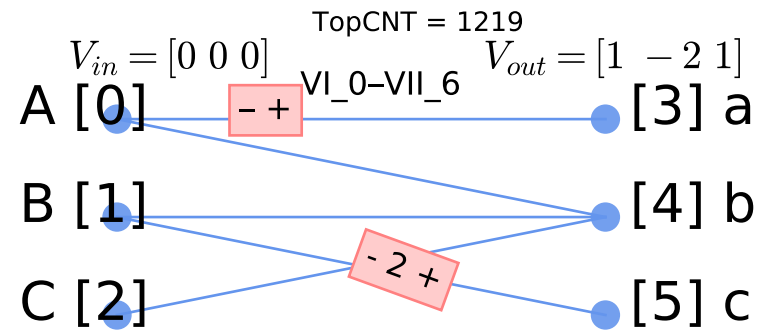 TopCNT = 1219
V_in = [0 0 0]
V_out = [1 −2 1]
VI_0–VII_6
A [0]
– +
[3] a
B [1]
[4] b
- 2 +
C [2]
[5] c